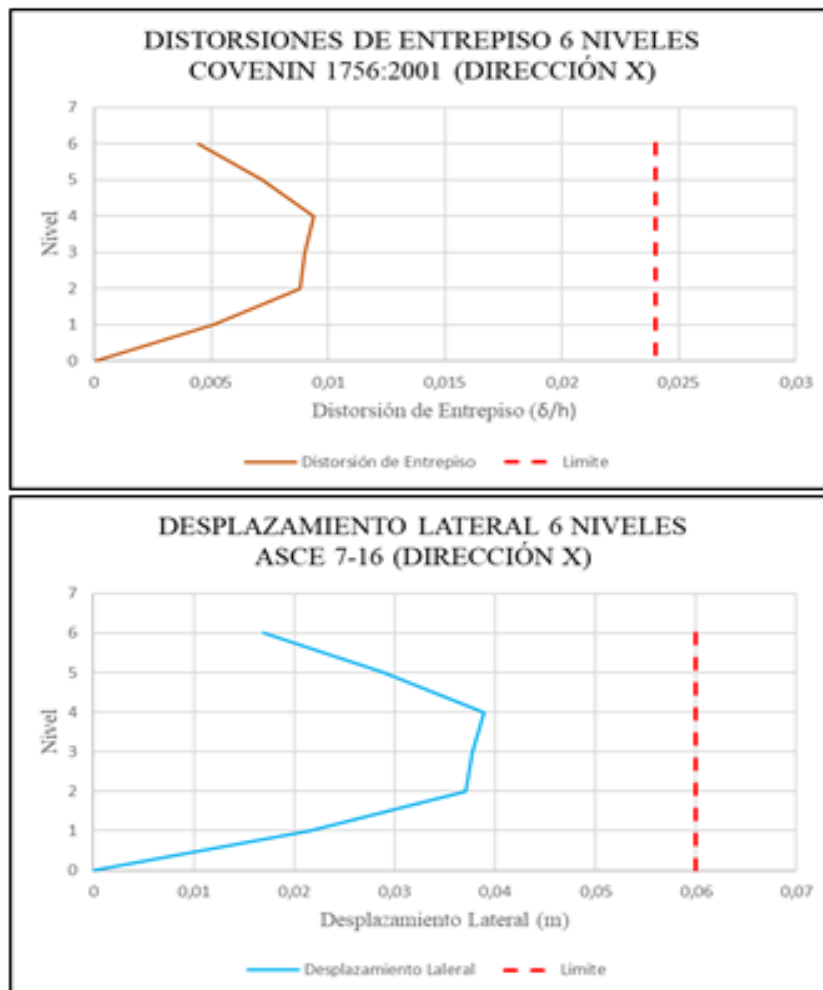 DISTORSIONES DE ENTREPISO 6 NIVELES
COVENIN 1756:2001 (DIRECCIÓN X)
7
6
5
4
3
2
1
0
Nivel
0 0,005 0,01 0,015 0,02 0,025 0,03
Distorsión de Entrepiso (δ/h)
Distorsión de Entrepiso Limite
DESPLAZAMIENTO LATERAL 6 NIVELES
ASCE 7-16 (DIRECCIÓN X)
7
6
5
4
3
2
1
0
Nivel
0 0,01 0,02 0,03 0,04 0,05 0,06 0,07
Desplazamiento Lateral (m)
Desplazamiento Laleral Limite